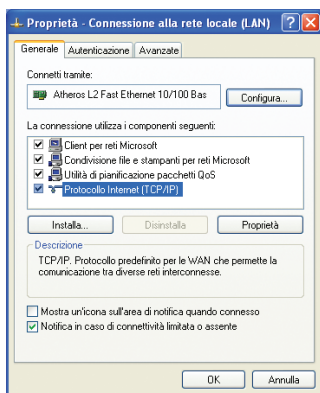 Proprietà - Connessione alla rete locale (LAN)
Generale Autenticazione Avanzate
Connetti tramite:
Atheros L2 Fast Ethernet 10/100 Bas Configura...
La connessione utilizza i componenti seguenti:
Client per reti Microsoft
Condivisione file e stampanti per reti Microsoft
Utilità di pianificazione pacchetti QoS
Protocollo Internet (TCP/IP)
Installa... Disinstalla Proprietà
Descrizione
TCP/IP. Protocollo predefinito per le WAN che permette la
comunicazione tra diverse reti interconnesse.
Mostra un'icona sull'area di notifica quando connesso
Notifica in caso di connettività limitata o assente
OK Annulla